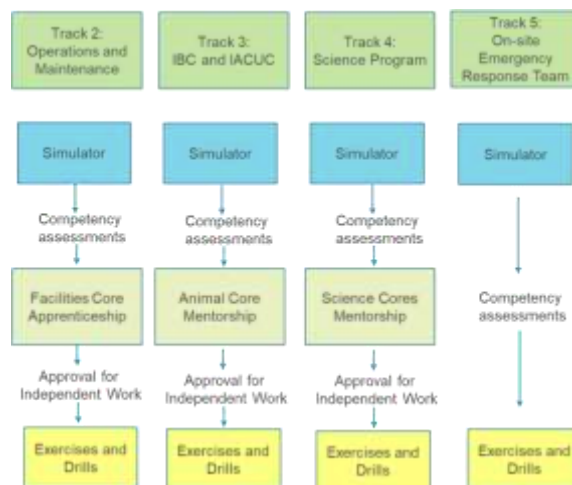 Track 2:
Operations and
Maintenance
Track 3:
IBC and IACUC
Track 4:
Science Program
Track 5:
On-site
Emergency
Response Team
Simulator
Simulator
Simulator
Simulator
Competency
assessments
Competency
assessments
Competency
assessments
Competency
assessments
Facilities Core
Apprenticeship
Animal Core
Mentorship
Science Cores
Mentorship
Approval for
Independent Work
Approval for
Independent Work
Approval for
Independent Work
Exercises and
Drills
Exercises and
Drills
Exercises and
Drills
Exercises and
Drills